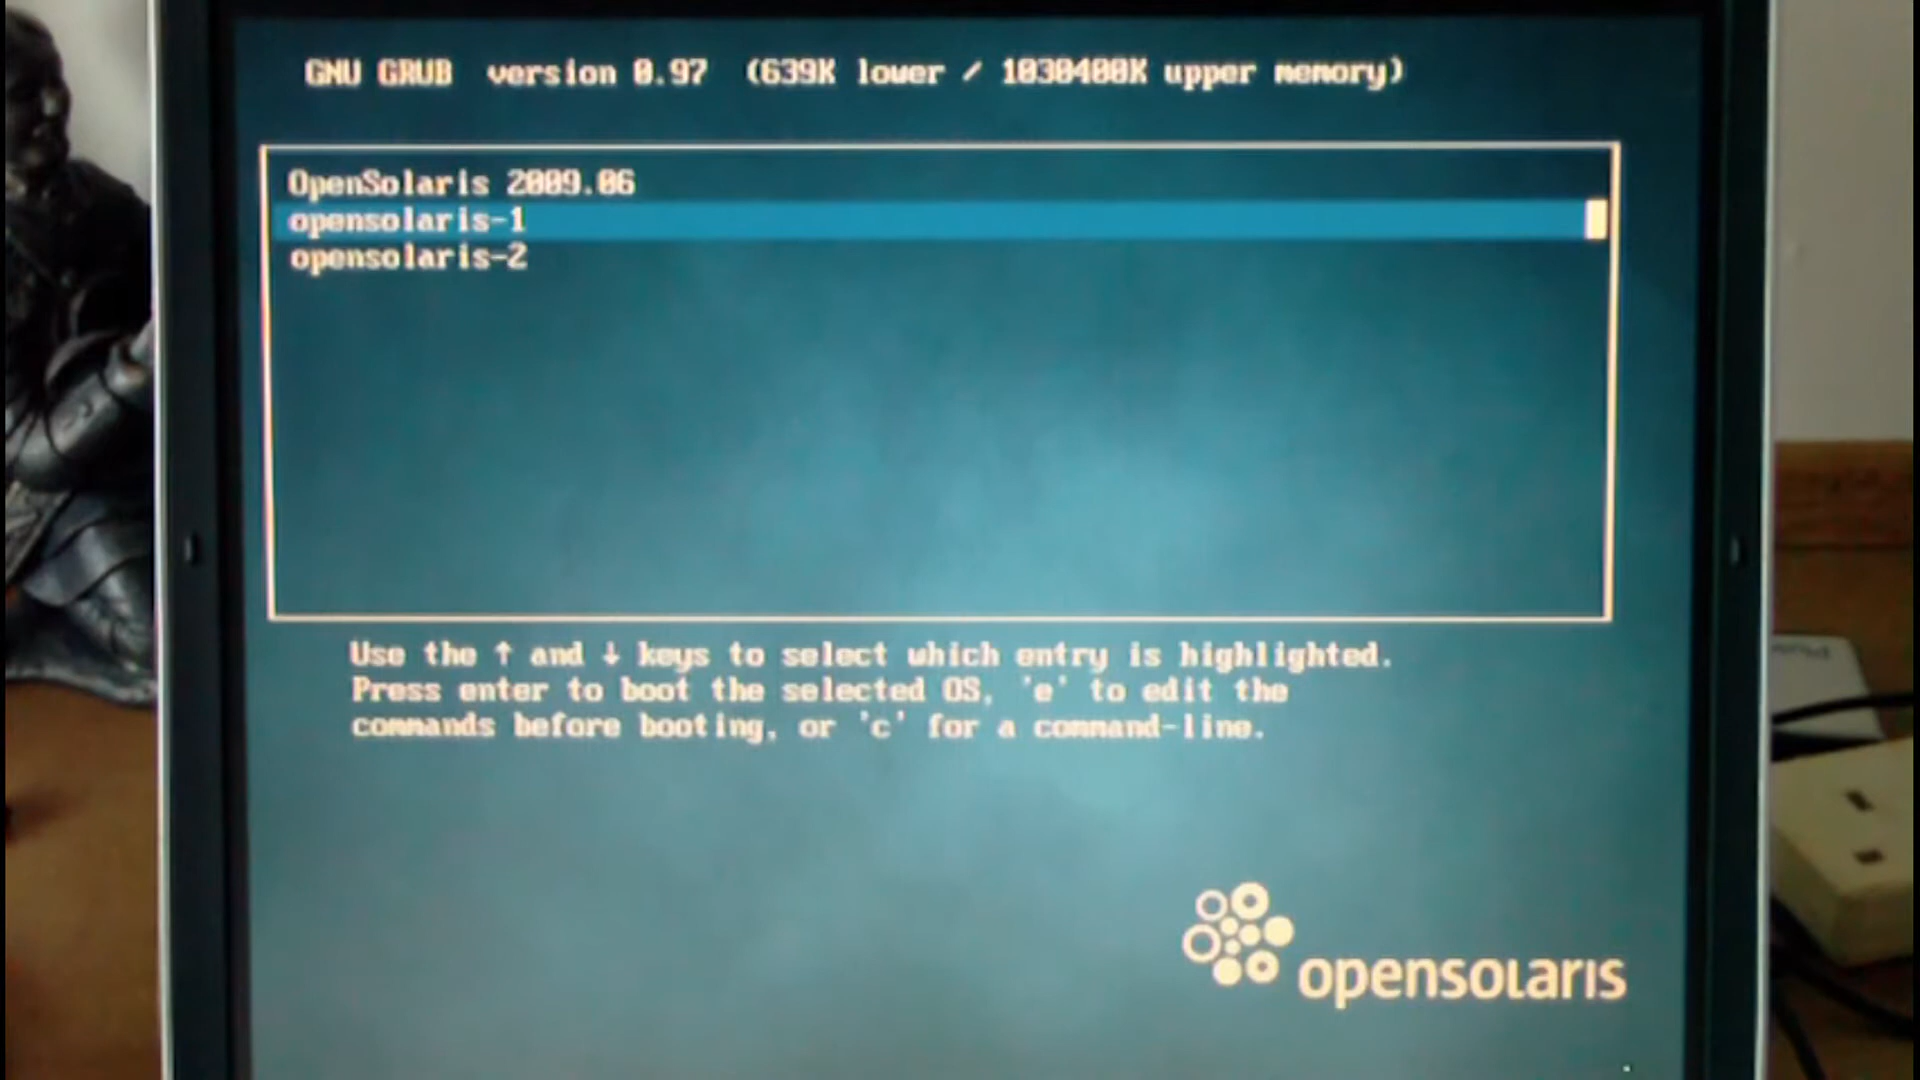 GNU GRUB version 0.97 (639K lower / 1030400K upper memory)
OpenSolaris 2009.06
opensolaris-1
opensolaris-2
Use the ↑ and ↓ keys to select which entry is highlighted.
Press enter to boot the selected OS, 'e' to edit the
commands before booting, or 'c' for a command-line.
opensolaris